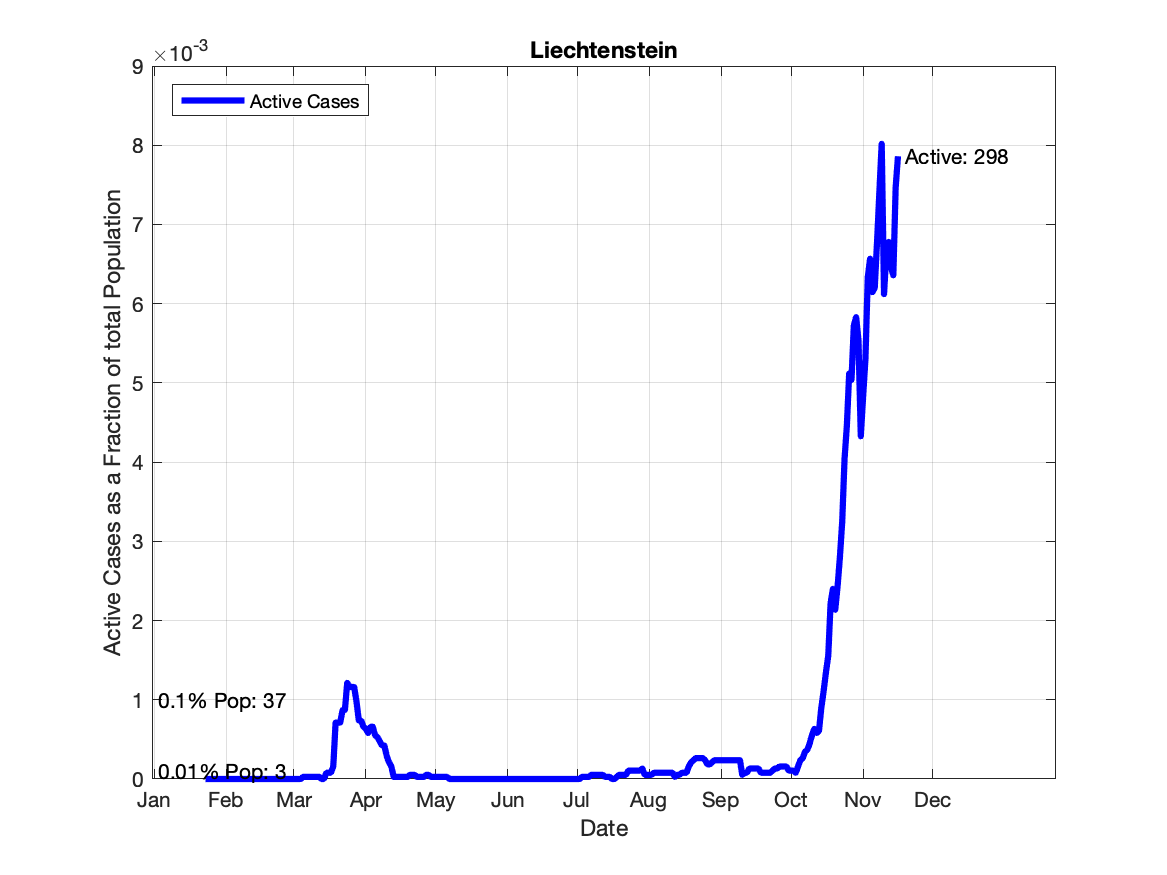 Liechtenstein
×10-3
Active Cases
Active: 298
9
8
7
6
5
4
3
2
1
0
0.1% Pop: 37
0.01% Pop: 3
Active Cases as a Fraction of total Population
Jan Feb Mar Apr May Jun Jul Aug Sep Oct Nov Dec
Date